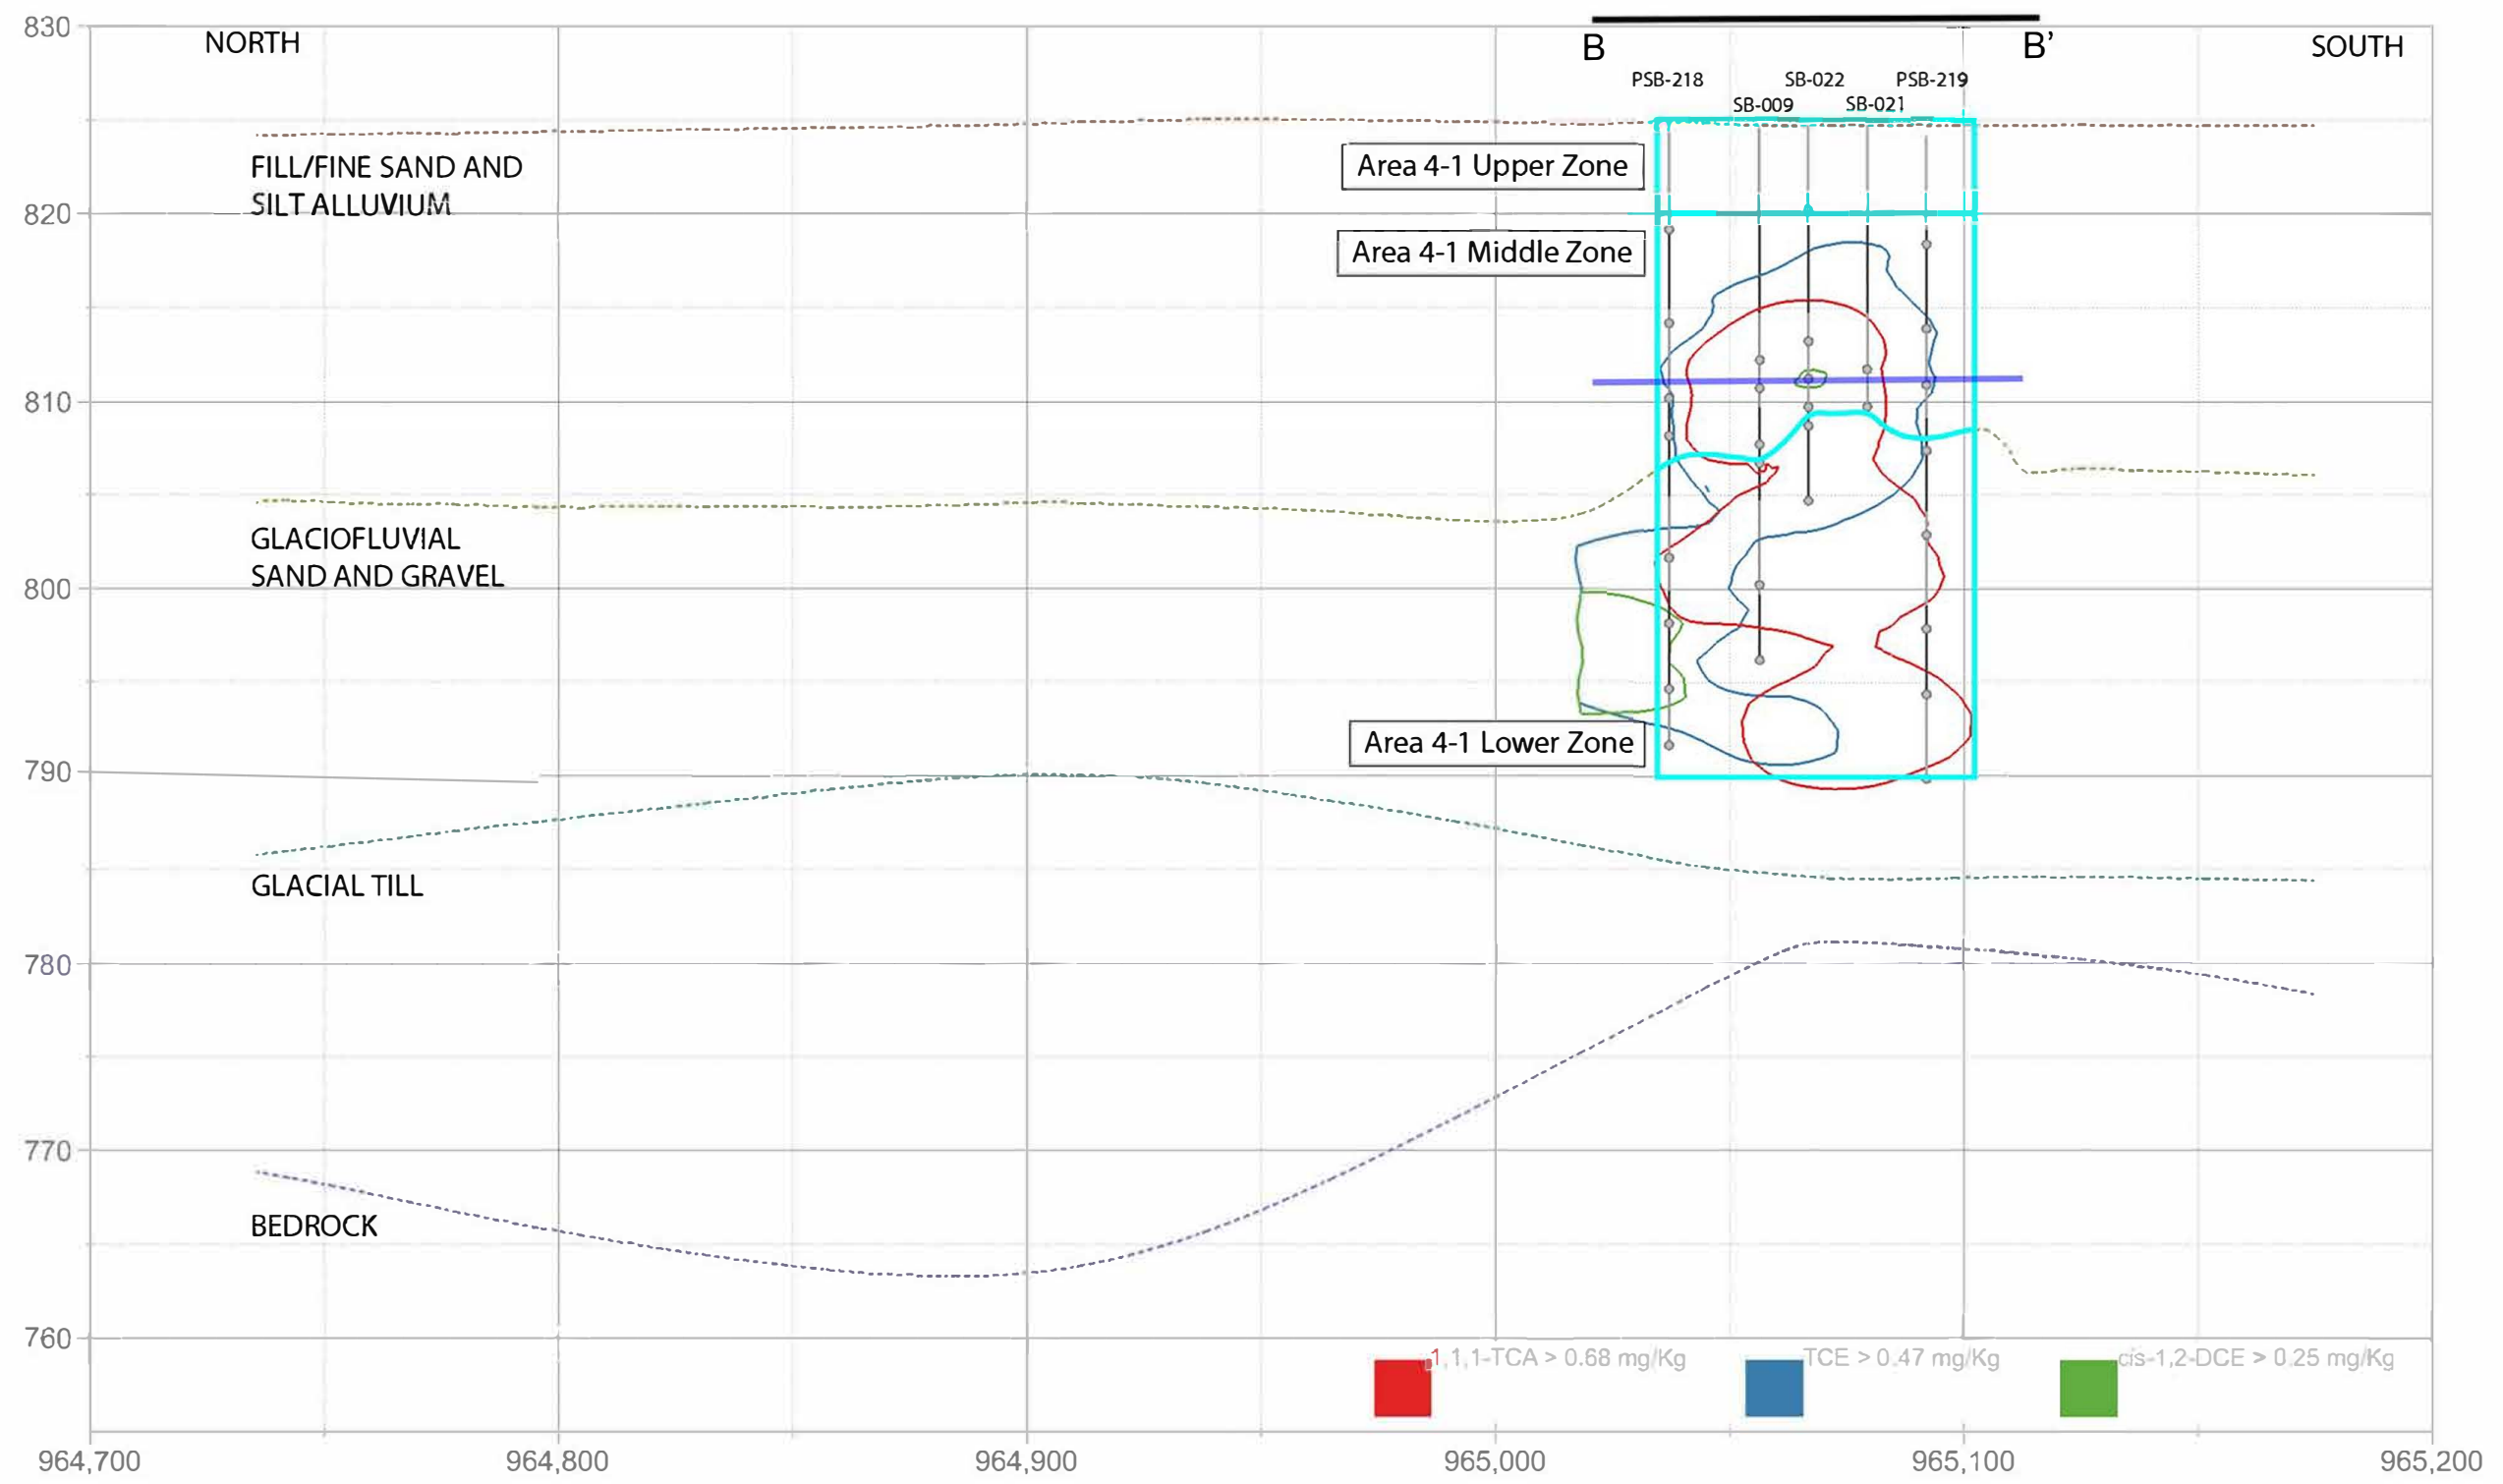 830
NORTH
B
B’
SOUTH
PSB-218
SB-022
PSB-219
SB-009
SB-021
FILL/FINE SAND AND
SILT ALLUVIUM
Area 4-1 Upper Zone
820
Area 4-1 Middle Zone
810
GLACIOFLUVIAL
SAND AND GRAVEL
800
Area 4-1 Lower Zone
790
GLACIAL TILL
780
770
BEDROCK
760
1,1,1-TCA > 0.68 mg/Kg
TCE > 0.47 mg/Kg
cis-1,2-DCE > 0.25 mg/Kg
964,700
964,800
964,900
965,000
965,100
965,200